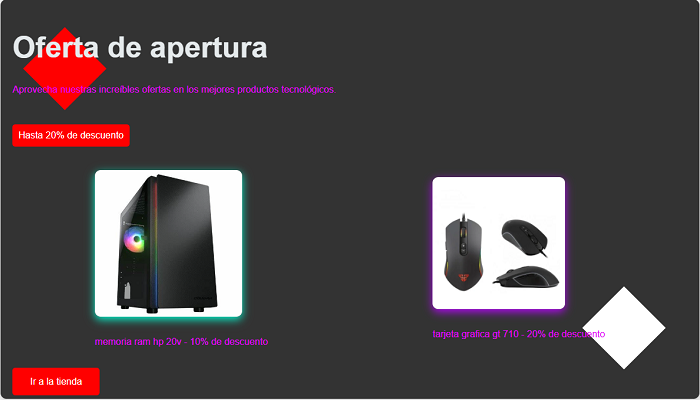 Oferta de apertura
Aprovecha nuestras increíbles ofertas en los mejores productos tecnológicos.
Hasta 20% de descuento
memoria ram hp 20v - 10% de descuento
tarjeta grafica gt 710 - 20% de descuento
Ir a la tienda